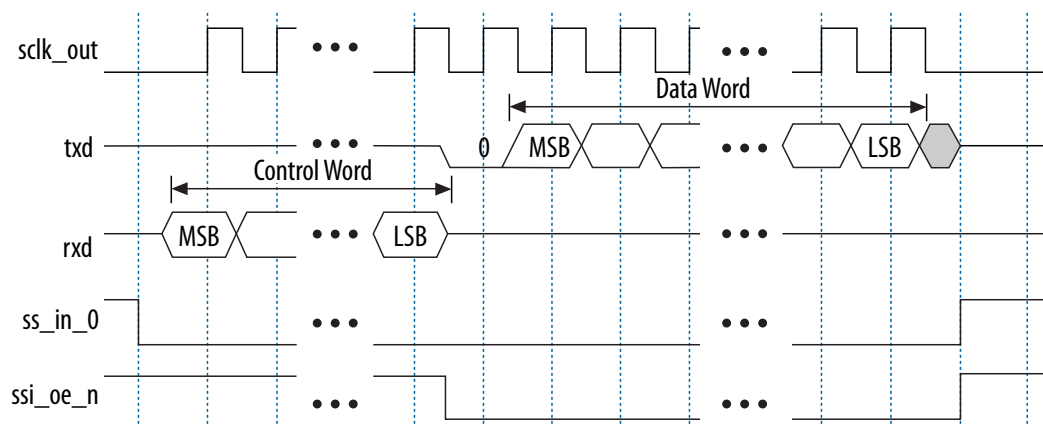 sclk_out
Data Word
txd
0
MSB
LSB
Control Word
rxd
MSB
LSB
ss_in_0
ssi_oe_n